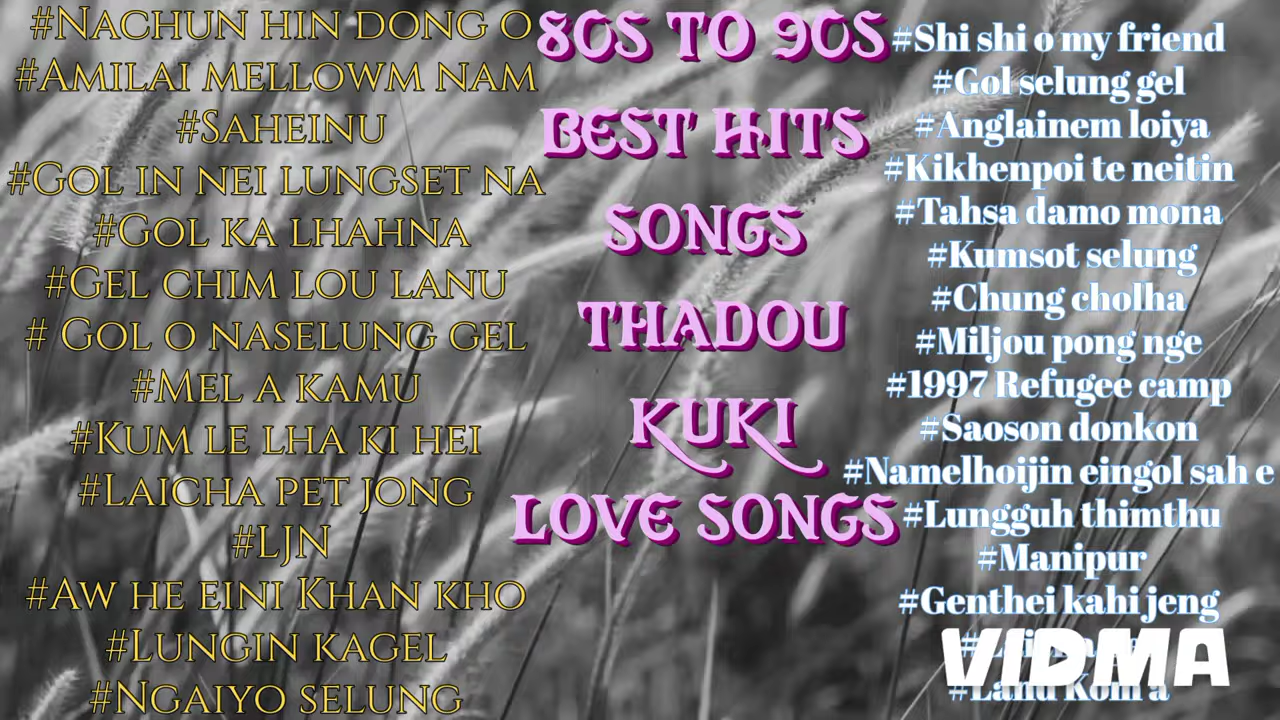 #Nachun hin dong o
#Amilai mellowm nam
#Saheinu
#Gol in nei lungset na
#Gol ka lhahna
#Gel chim lou lanu
# Gol o naselung gel
#Mel a kamu
#Kum le lha ki hei
#Laicha pet jong
#LJN
#Aw he eini Khan kho
#Lungin kagel
#Ngaiyo selung
80s to 90s
Best Hits
Songs
Thadou
Kuki
Love Songs
#Shi shi o my friend
#Gol selung gel
#Anglainem loiya
#Kikhenpoi te neitin
#Tahsa damo mona
#Kumsot selung
#Chung cholha
#Miljou pong nge
#1997 Refugee camp
#Saoson donkon
#Namelhoijin eingol sah e
#Lungguh thimthu
#Manipur
#Genthei kahi jeng
VIDMA
#Lanu Kom a